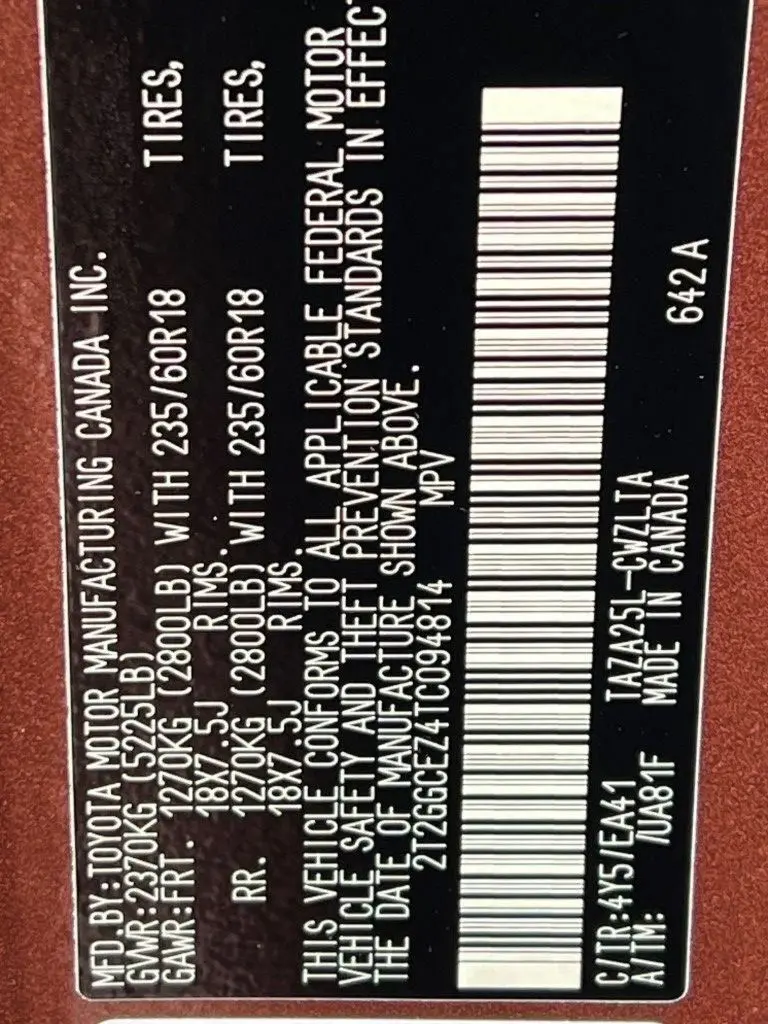 MFD.BY:TOYOTA MOTOR MANUFACTURING CANADA INC.
GVWR:2370KG (5225LB)
GAWR:FRT. 1270KG (2800LB) WITH 235/60R18 TIRES,
18X7.5J RIMS.
RR. 1270KG (2800LB) WITH 235/60R18 TIRES,
18X7.5J RIMS.
THIS VEHICLE CONFORMS TO ALL APPLICABLE FEDERAL MOTOR
VEHICLE SAFETY AND THEFT PREVENTION STANDARDS IN EFFEC
THE DATE OF MANUFACTURE SHOWN ABOVE.
2T2GGCEZ4TC094814 MPV
C/TR:4Y5/EA41 TAZA25L-CWZLTA 642A
A/TM: /UA81F MADE IN CANADA